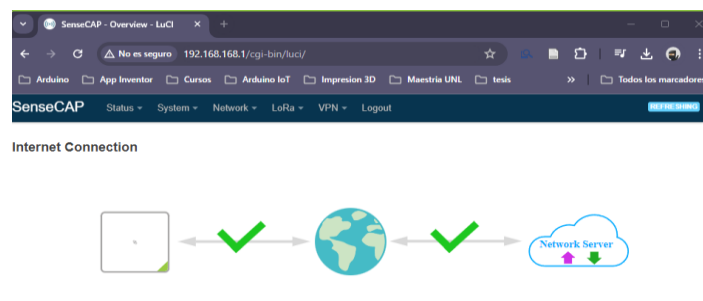 SenseCAP - Overview - LuCI
No es seguro 192.168.168.1/cgi-bin/luci/
Arduino App Inventor Cursos Arduino IoT Impresion 3D Maestria UNL tesis » Todos los marcadores
SenseCAP Status System Network LoRa VPN Logout REFRESHING
Internet Connection
Network Server